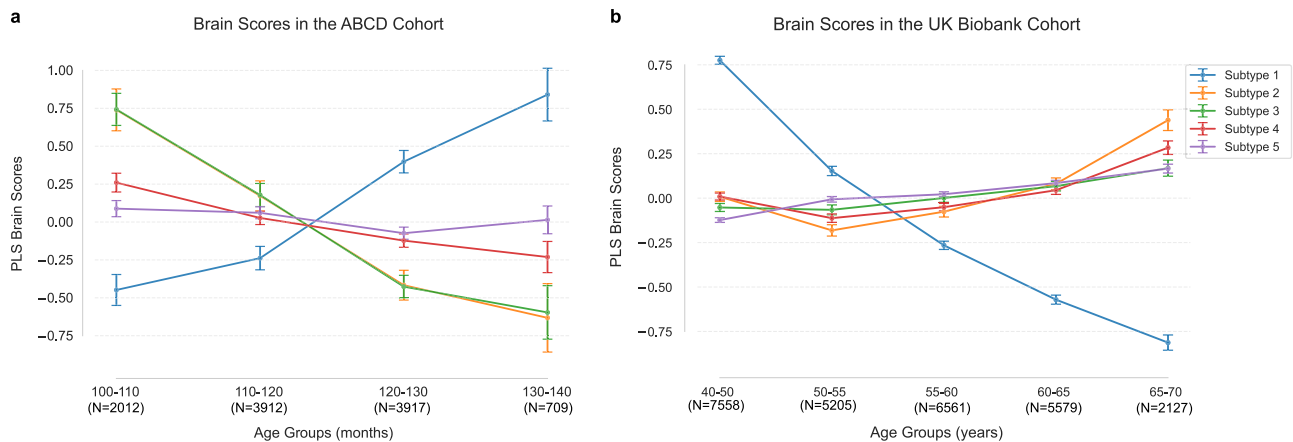 a
Brain Scores in the ABCD Cohort
PLS Brain Scores
1.00
0.75
0.50
0.25
0.00
−0.25
−0.50
−0.75
100-110 110-120 120-130 130-140
(N=2012) (N=3912) (N=3917) (N=709)
Age Groups (months)
b
Brain Scores in the UK Biobank Cohort
PLS Brain Scores
0.75
0.50
0.25
0.00
−0.25
−0.50
−0.75
40-50 50-55 55-60 60-65 65-70
(N=7558) (N=5205) (N=6561) (N=5579) (N=2127)
Age Groups (years)
Subtype 1
Subtype 2
Subtype 3
Subtype 4
Subtype 5